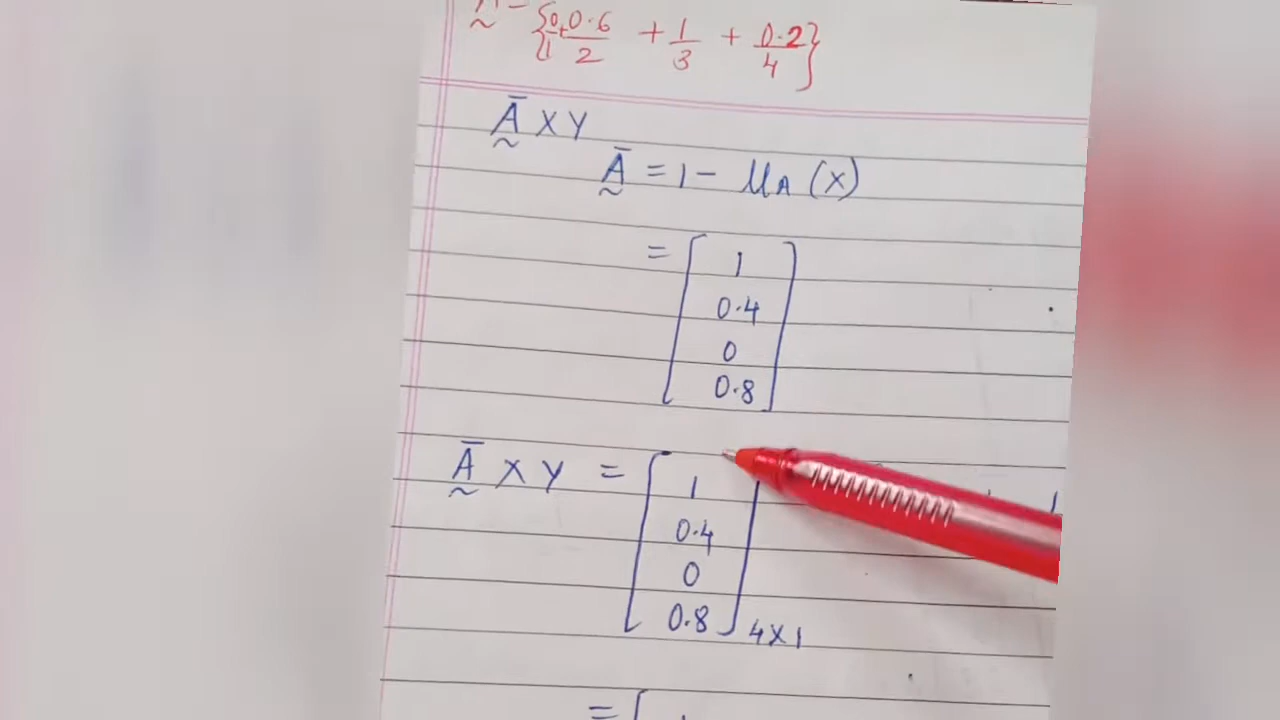 {0/1 + 0.6/2 + 1/3 + 0.2/4}
Ā X Y
Ā = 1 - μA (X)
= [1
0.4
0
0.8]
Ā X Y = [1
0.4
0
0.8] 4X1
= [